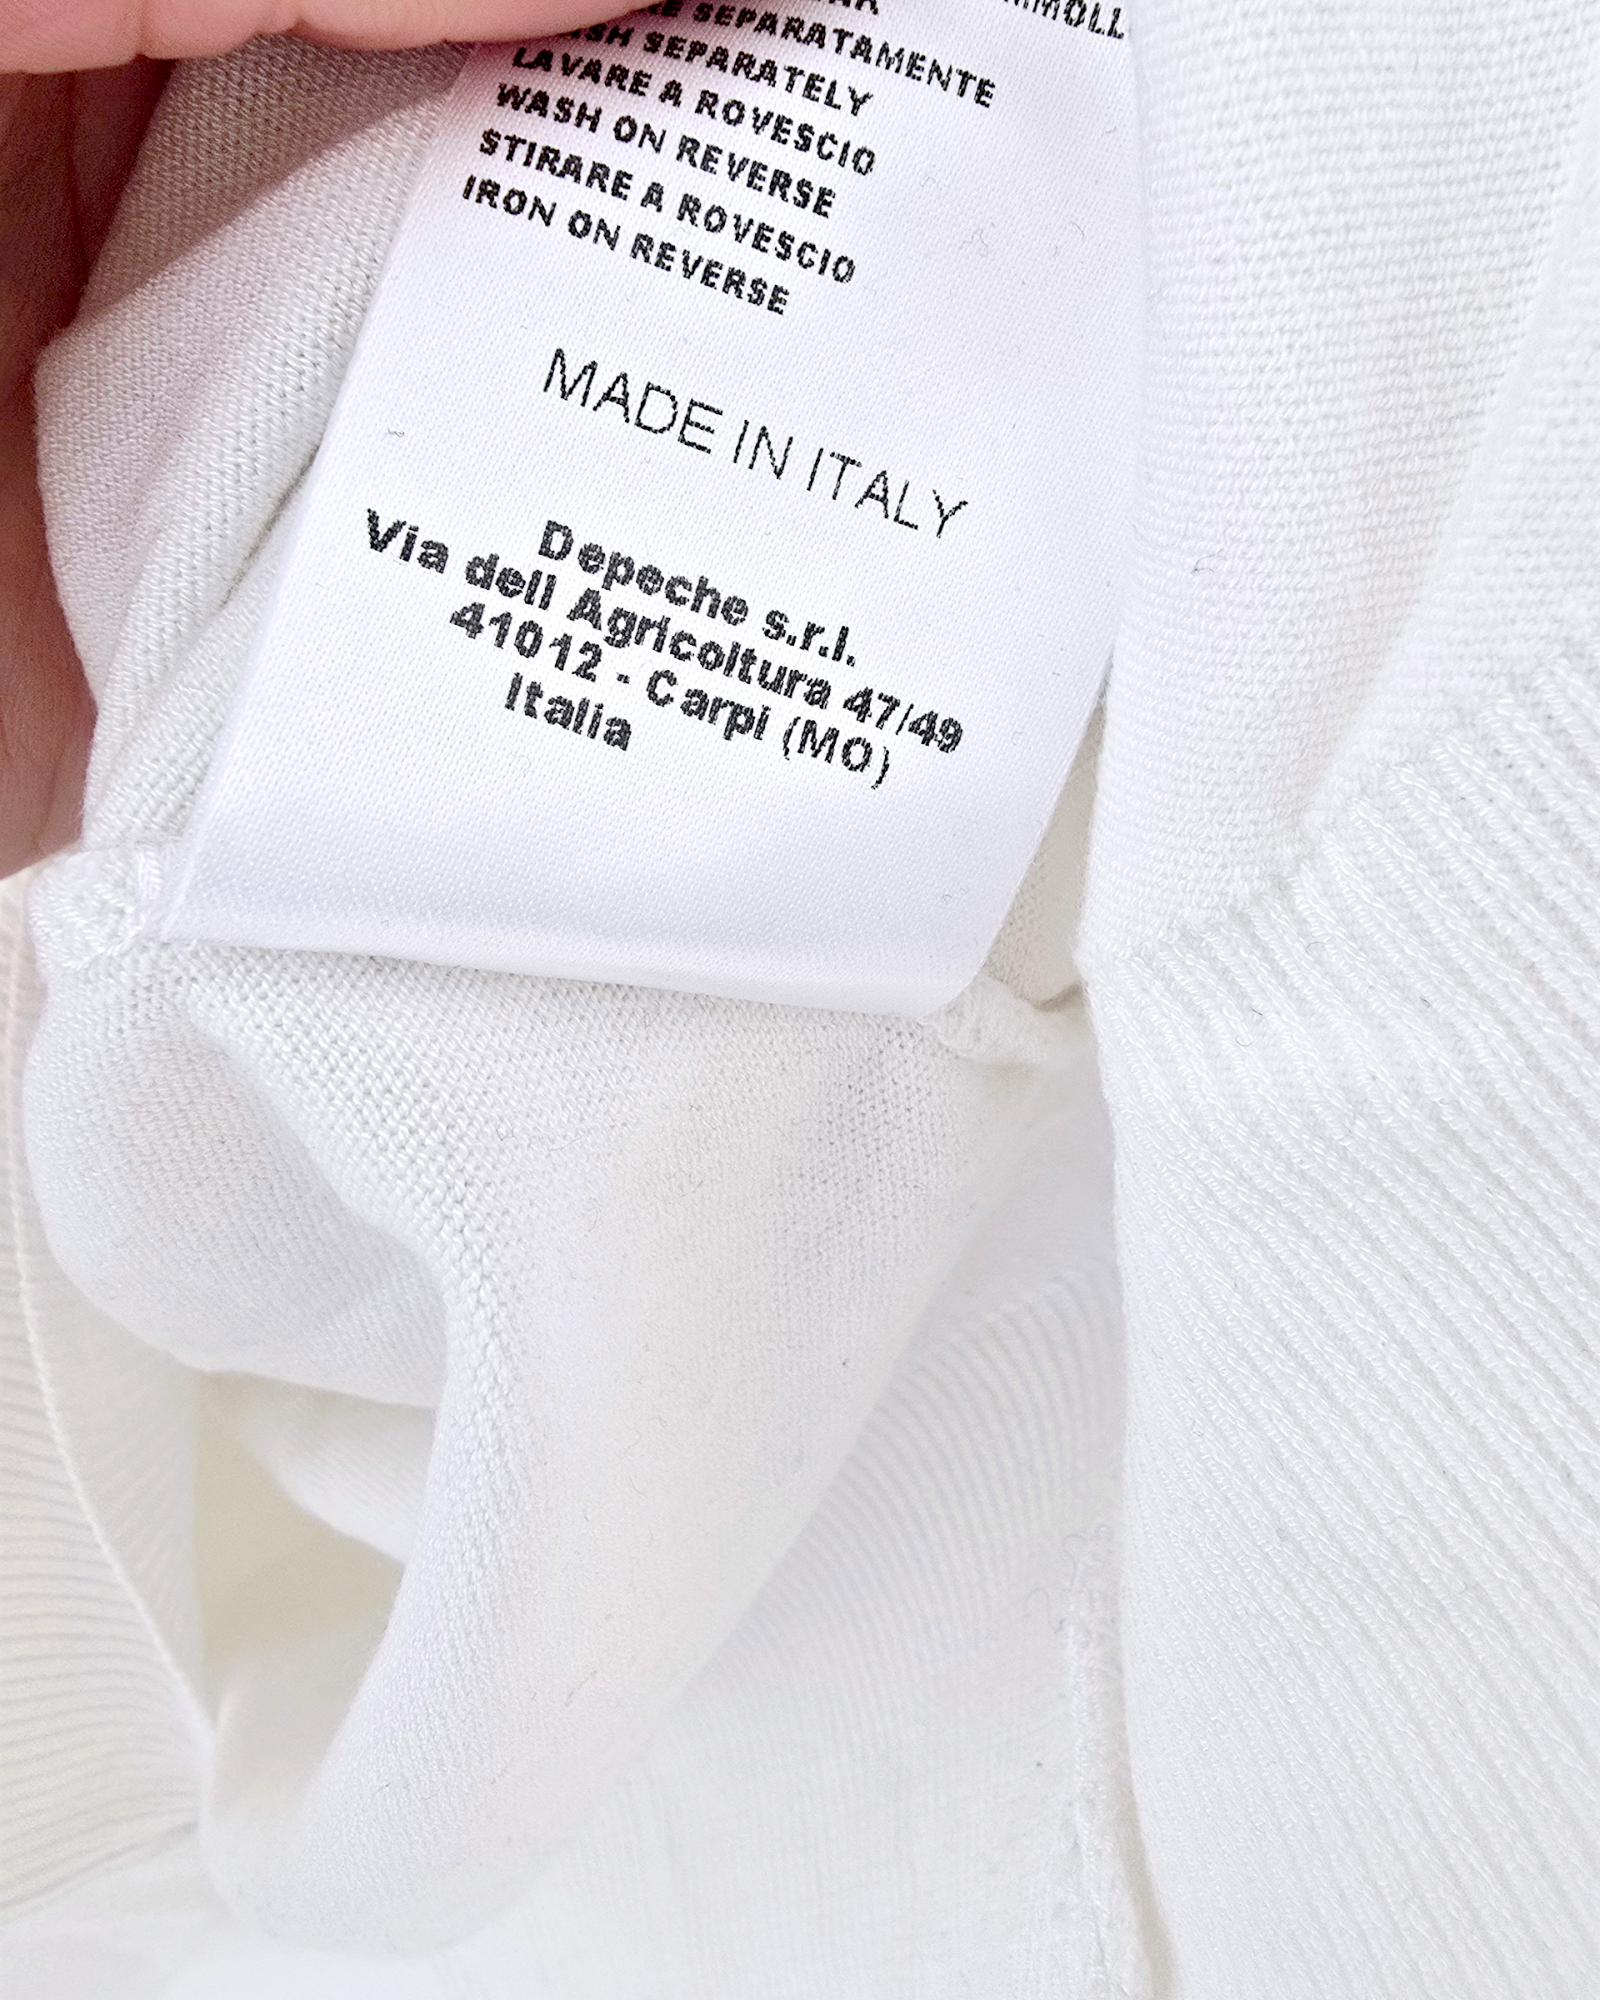 SEPARATAMENTE
SEPARATELY
LAVARE A ROVESCIO
WASH ON REVERSE
STIRARE A ROVESCIO
IRON ON REVERSE
MADE IN ITALY
Depeche s.r.l.
Via dell Agricoltura 47/49
41012 - Carpi (MO)
Italia